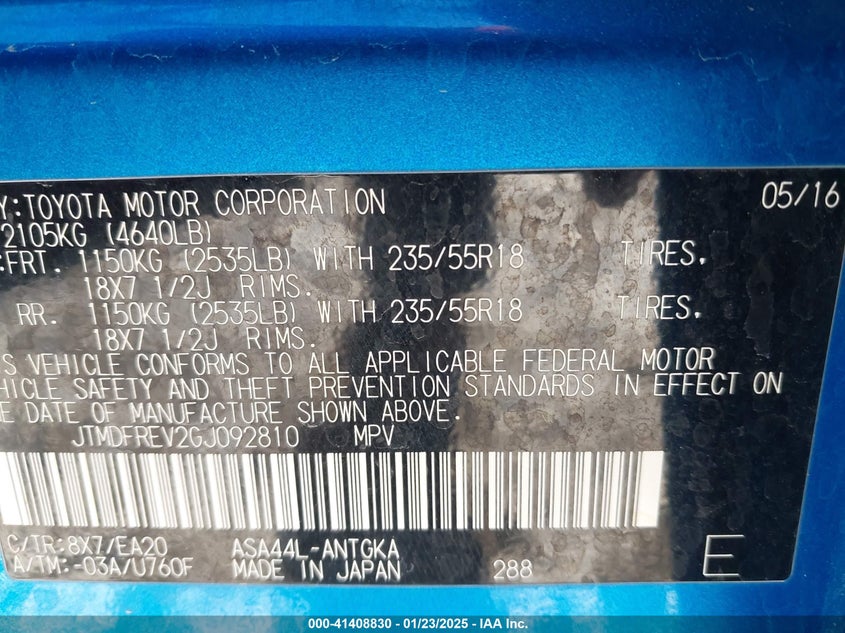 Y:TOYOTA MOTOR CORPORATION 05/16
2105KG (4640LB)
:FRT. 1150KG (2535LB) WITH 235/55R18 TIRES,
18X7 1/2J RIMS.
RR. 1150KG (2535LB) WITH 235/55R18 TIRES,
18X7 1/2J RIMS.
IS VEHICLE CONFORMS TO ALL APPLICABLE FEDERAL MOTOR
HICLE SAFETY AND THEFT PREVENTION STANDARDS IN EFFECT ON
E DATE OF MANUFACTURE SHOWN ABOVE.
JTMDFREV2GJ092810 MPV
C/TR:8X7/EA20 ASA44L-ANTGKA
A/TM:-03A/U760F MADE IN JAPAN 288 E
000-41408830 - 01/23/2025 - © IAA Inc.